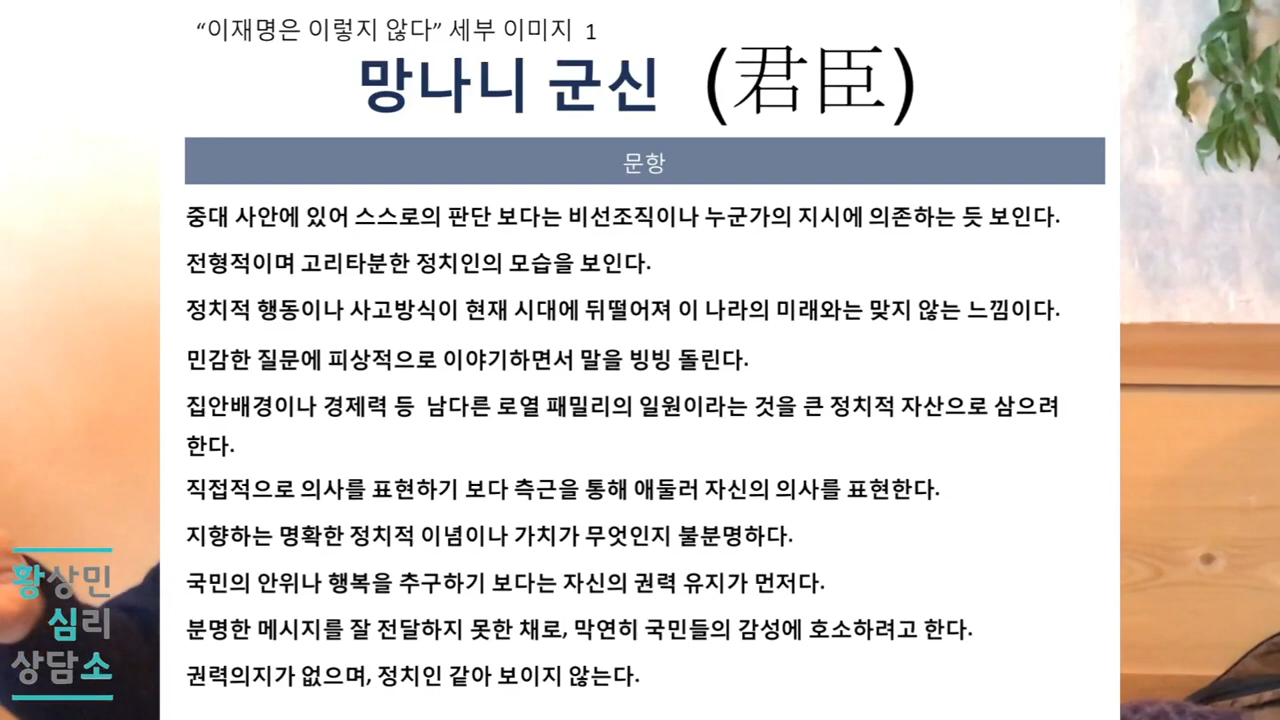 “이재명은 이렇지 않다” 세부 이미지 1
망나니 군신 (君臣)
문항
중대 사안에 있어 스스로의 판단 보다는 비선조직이나 누군가의 지시에 의존하는 듯 보인다.
전형적이며 고리타분한 정치인의 모습을 보인다.
정치적 행동이나 사고방식이 현재 시대에 뒤떨어져 이 나라의 미래와는 맞지 않는 느낌이다.
민감한 질문에 피상적으로 이야기하면서 말을 빙빙 돌린다.
집안배경이나 경제력 등 남다른 로열 패밀리의 일원이라는 것을 큰 정치적 자산으로 삼으려
한다.
직접적으로 의사를 표현하기 보다 측근을 통해 애둘러 자신의 의사를 표현한다.
지향하는 명확한 정치적 이념이나 가치가 무엇인지 불분명하다.
국민의 안위나 행복을 추구하기 보다는 자신의 권력 유지가 먼저다.
분명한 메시지를 잘 전달하지 못한 채로, 막연히 국민들의 감성에 호소하려고 한다.
권력의지가 없으며, 정치인 같아 보이지 않는다.
황상민
심리
상담소